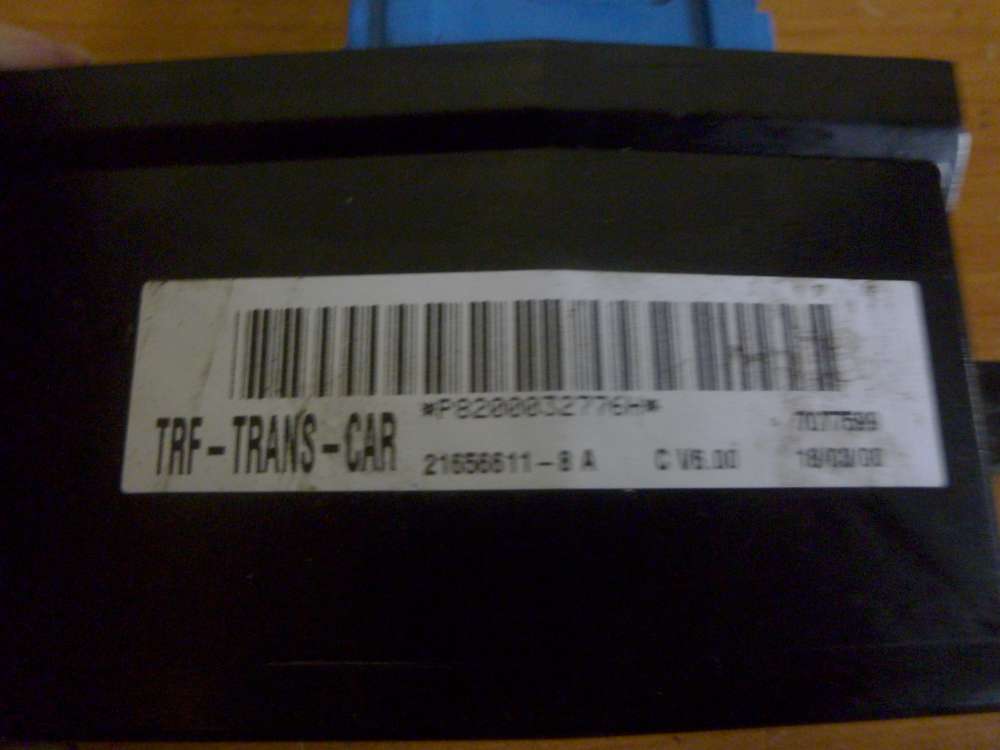 *P8200032776H*
7077599
TRF-TRANS-CAR
21656611-8 A C V6.00 18/03/00